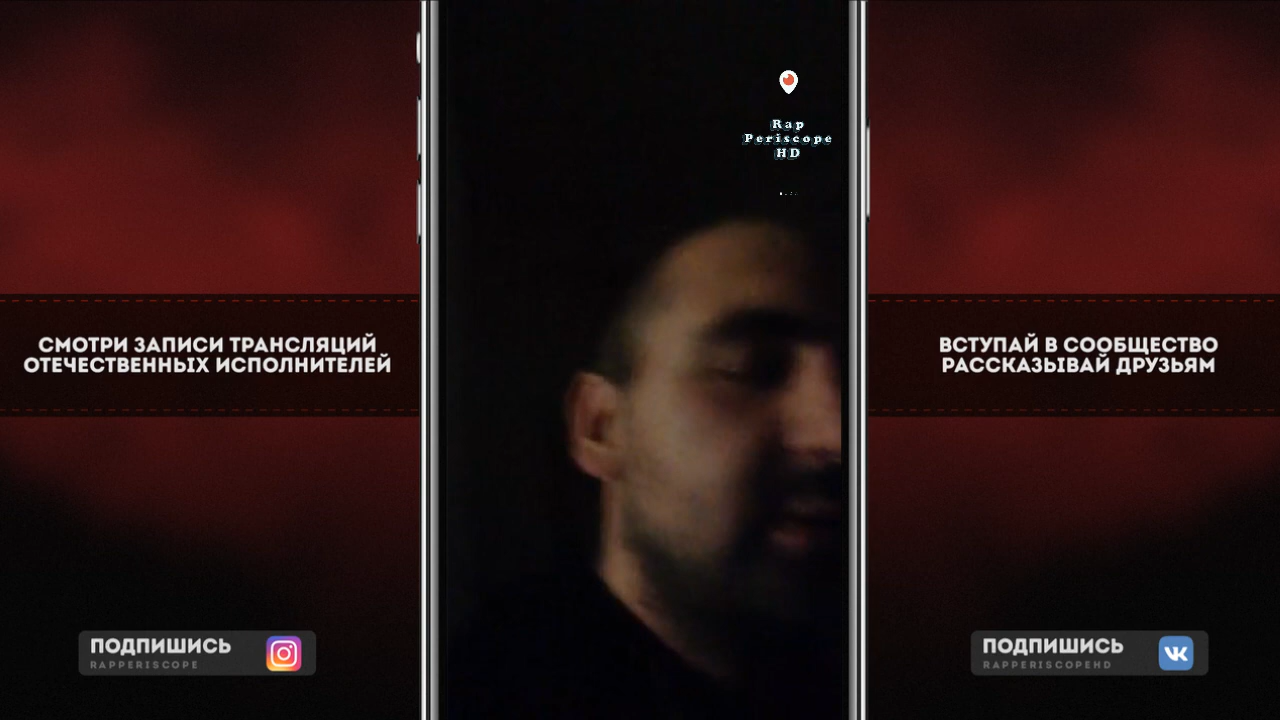 Rap
Periscope
HD
СМОТРИ ЗАПИСИ ТРАНСЛЯЦИЙ
ОТЕЧЕСТВЕННЫХ ИСПОЛНИТЕЛЕЙ
ВСТУПАЙ В СООБЩЕСТВО
РАССКАЗЫВАЙ ДРУЗЬЯМ
ПОДПИШИСЬ
RAPPERISCOPE
ПОДПИШИСЬ
RAPPERISCOPEHD